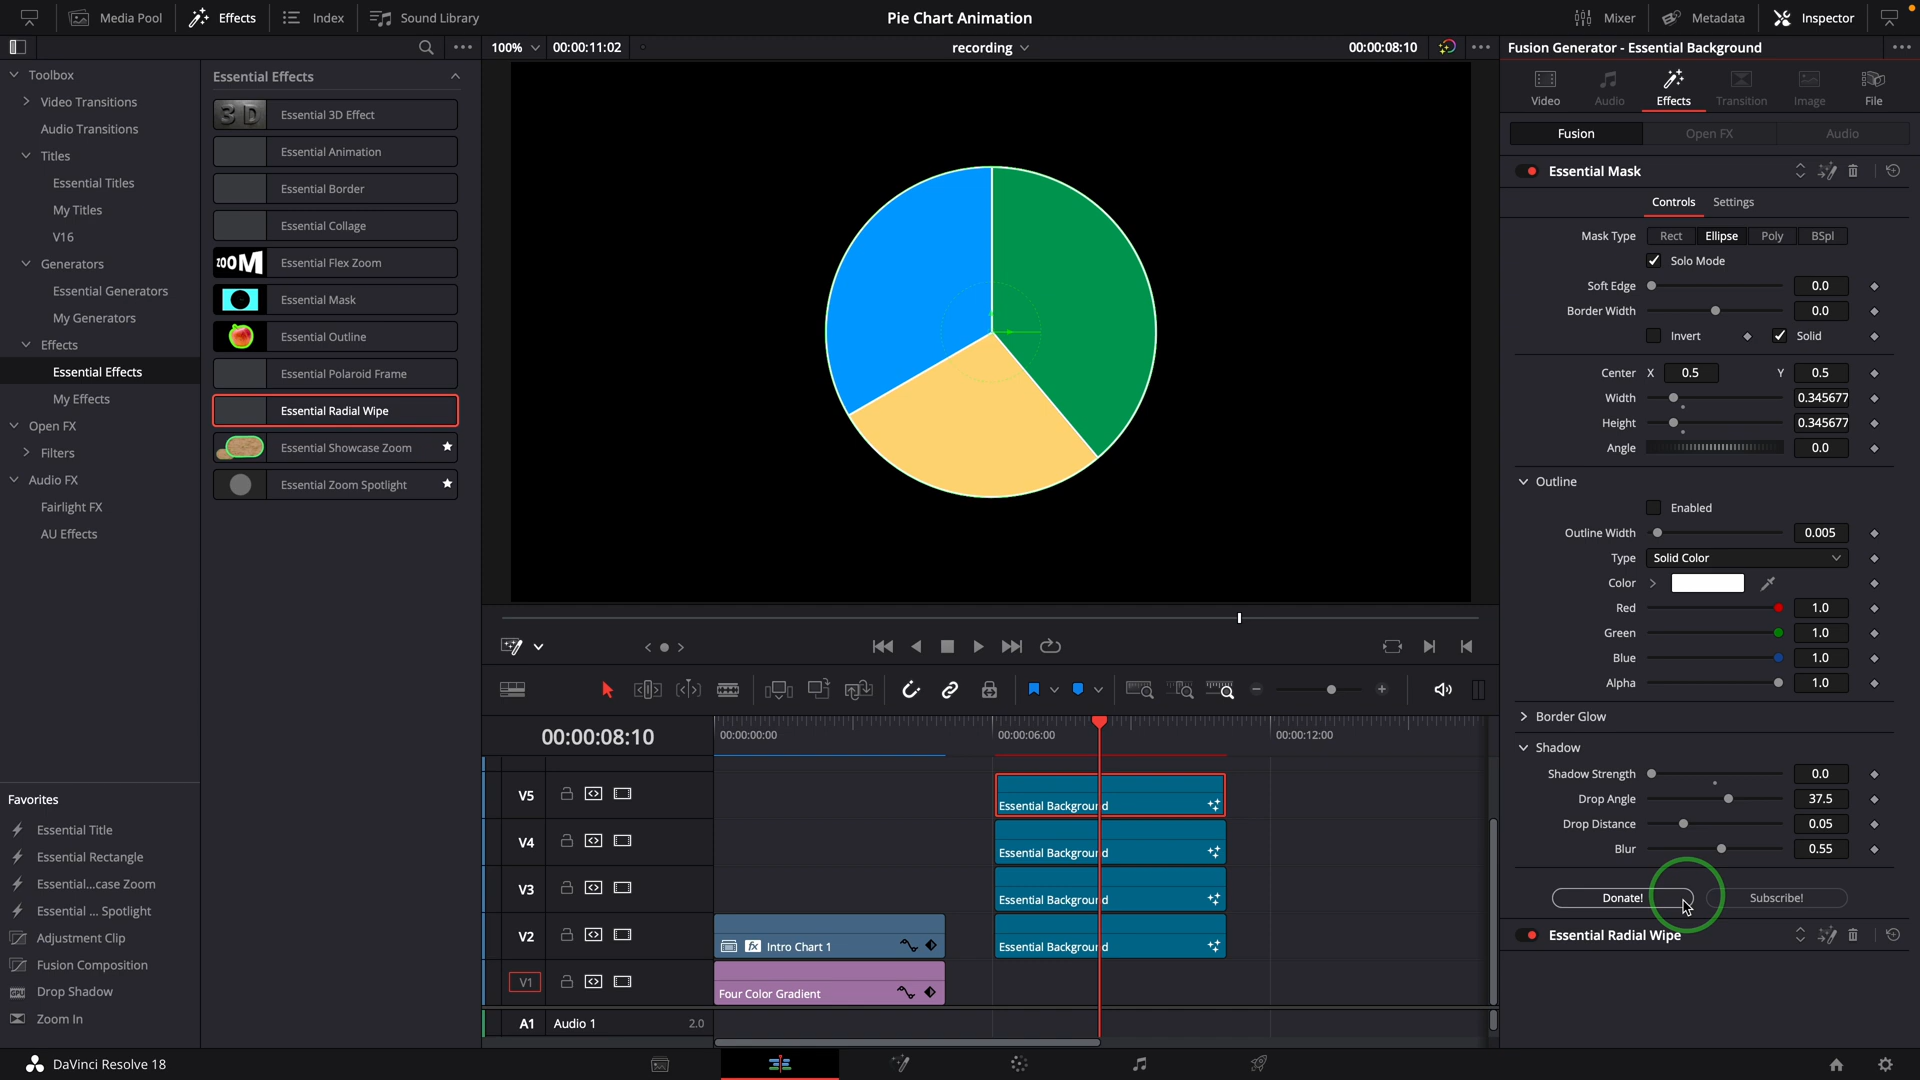 Media Pool
Effects
Index
Sound Library
Pie Chart Animation
Mixer
Metadata
Inspector
100%
00:00:11:02
recording
00:00:08:10
Fusion Generator - Essential Background
Toolbox
Video Transitions
Audio Transitions
Titles
Essential Titles
My Titles
V16
Generators
Essential Generators
My Generators
Effects
Essential Effects
My Effects
Open FX
Filters
Audio FX
Fairlight FX
AU Effects
Essential Effects
3D
Essential 3D Effect
Essential Animation
Essential Border
Essential Collage
ZOOM
Essential Flex Zoom
Essential Mask
Essential Outline
Essential Polaroid Frame
Essential Radial Wipe
Essential Showcase Zoom
Essential Zoom Spotlight
Video
Audio
Effects
Transition
Image
File
Fusion
Open FX
Audio
Essential Mask
Controls
Settings
Mask Type
Rect
Ellipse
Poly
BSpl
Solo Mode
Soft Edge
0.0
Border Width
0.0
Invert
Solid
Center
X
0.5
Y
0.5
Width
0.345677
Height
0.345677
Angle
0.0
Outline
Enabled
Outline Width
0.005
Type
Solid Color
Color
Red
1.0
Green
1.0
Blue
1.0
Alpha
1.0
Border Glow
Shadow
Shadow Strength
0.0
Drop Angle
37.5
Drop Distance
0.05
Blur
0.55
Donate!
Subscribe!
Essential Radial Wipe
00:00:08:10
00:00:00:00
00:00:06:00
00:00:12:00
V5
Essential Background
V4
Essential Background
V3
Essential Background
V2
fx
Intro Chart 1
Essential Background
V1
Four Color Gradient
A1
Audio 1
2.0
Favorites
Essential Title
Essential Rectangle
Essential...case Zoom
Essential ... Spotlight
Adjustment Clip
Fusion Composition
Drop Shadow
Zoom In
DaVinci Resolve 18